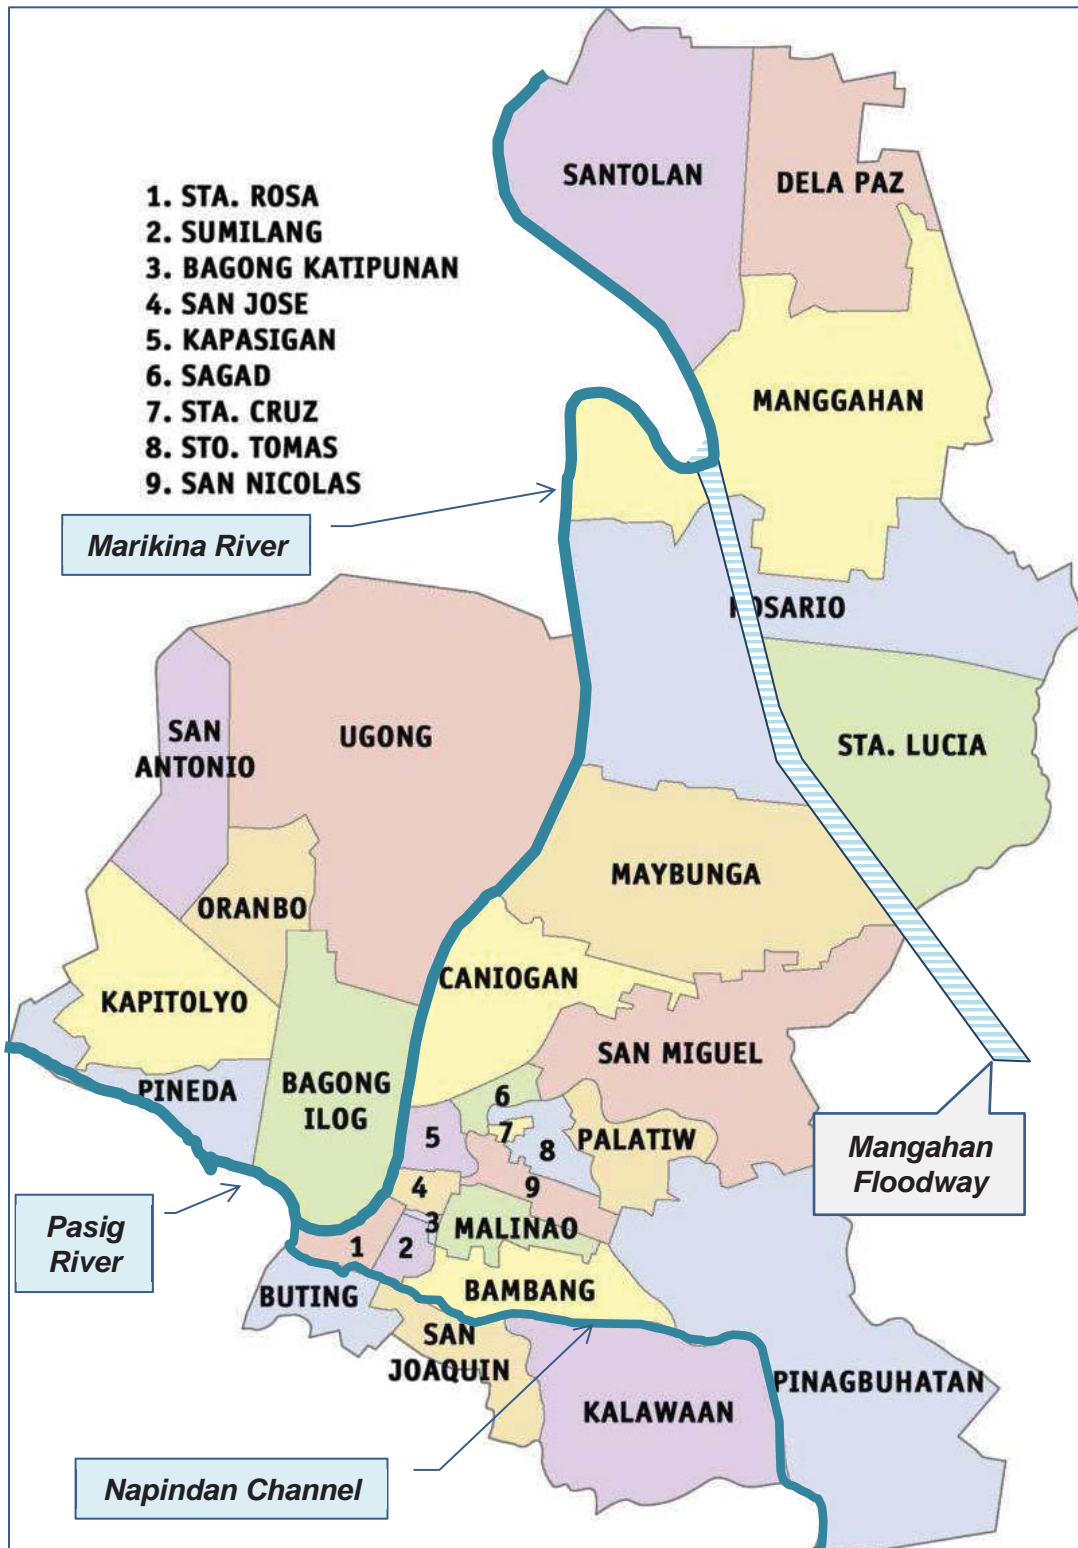 SANTOLAN
DELA PAZ
1. STA. ROSA
2. SUMILANG
3. BAGONG KATIPUNAN
4. SAN JOSE
5. KAPASIGAN
6. SAGAD
7. STA. CRUZ
8. STO. TOMAS
9. SAN NICOLAS
MANGGAHAN
Marikina River
ROSARIO
SAN
ANTONIO
UGONG
STA. LUCIA
MAYBUNGA
ORANBO
CANIOGAN
KAPITOLYO
SAN MIGUEL
PINEDA
BAGONG
ILOG
6
7
5
8
PALATIW
Mangahan
Floodway
4
9
3
MALINAO
Pasig
River
1
2
BUTING
BAMBANG
SAN
JOAQUIN
PINAGBUHATAN
KALAWAAN
Napindan Channel